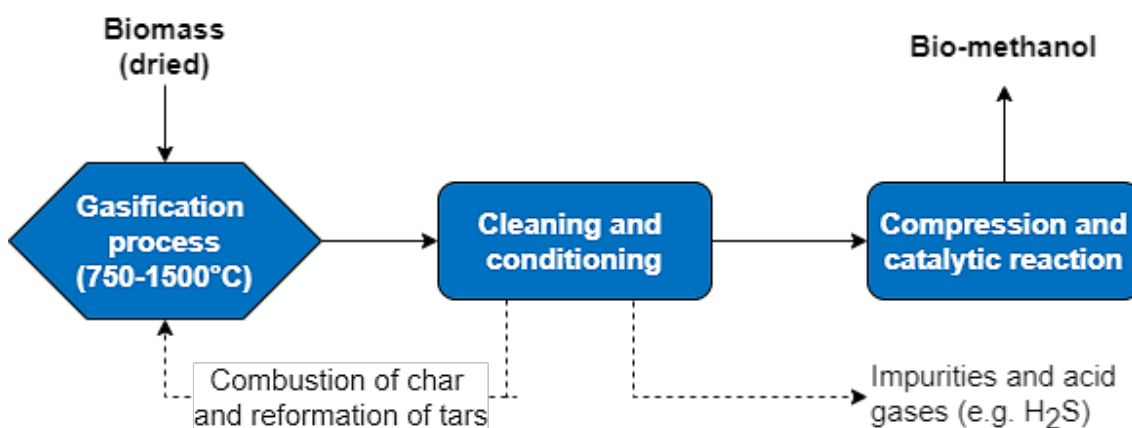 Biomass
(dried)
Bio-methanol
Gasification
process
(750-1500°C)
Cleaning and
conditioning
Compression and
catalytic reaction
Combustion of char
and reformation of tars
Impurities and acid
gases (e.g. H₂S)